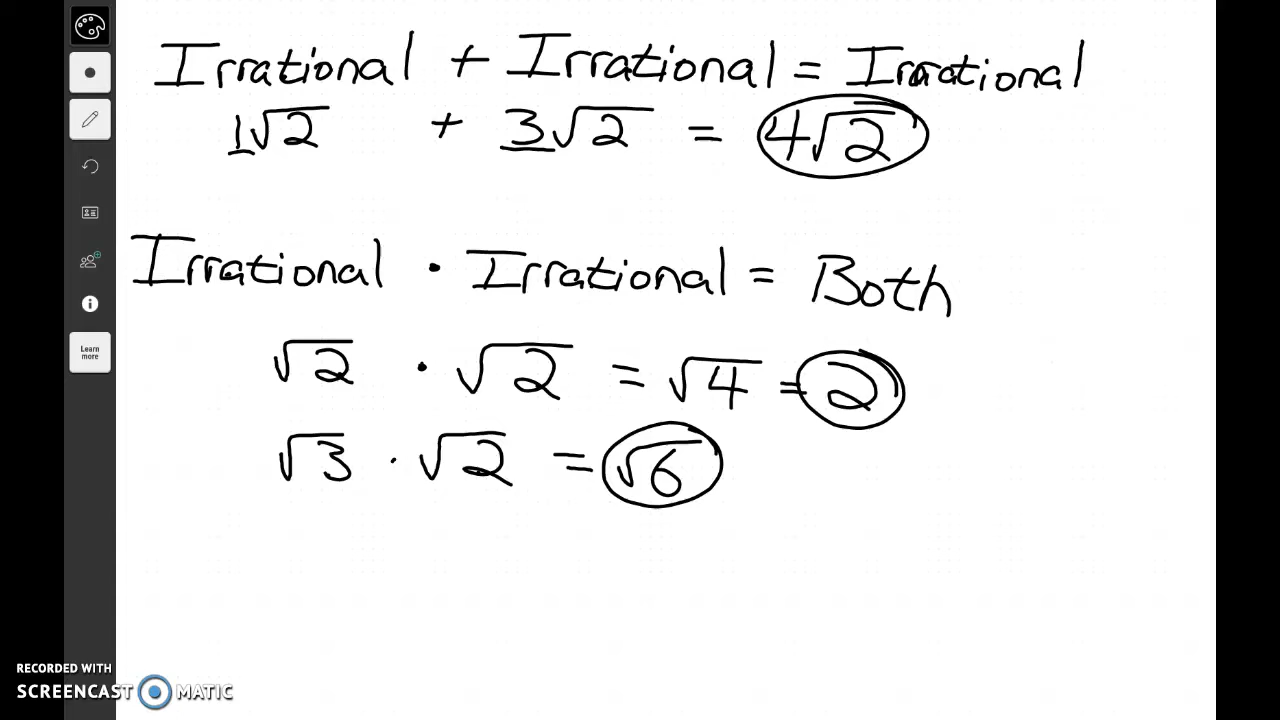 Irrational + Irrational = Irrational
1√2 + 3√2 = 4√2
Irrational · Irrational = Both
√2 · √2 = √4 = 2
√3 · √2 = √6
Learn
more
RECORDED WITH
SCREENCAST MATIC